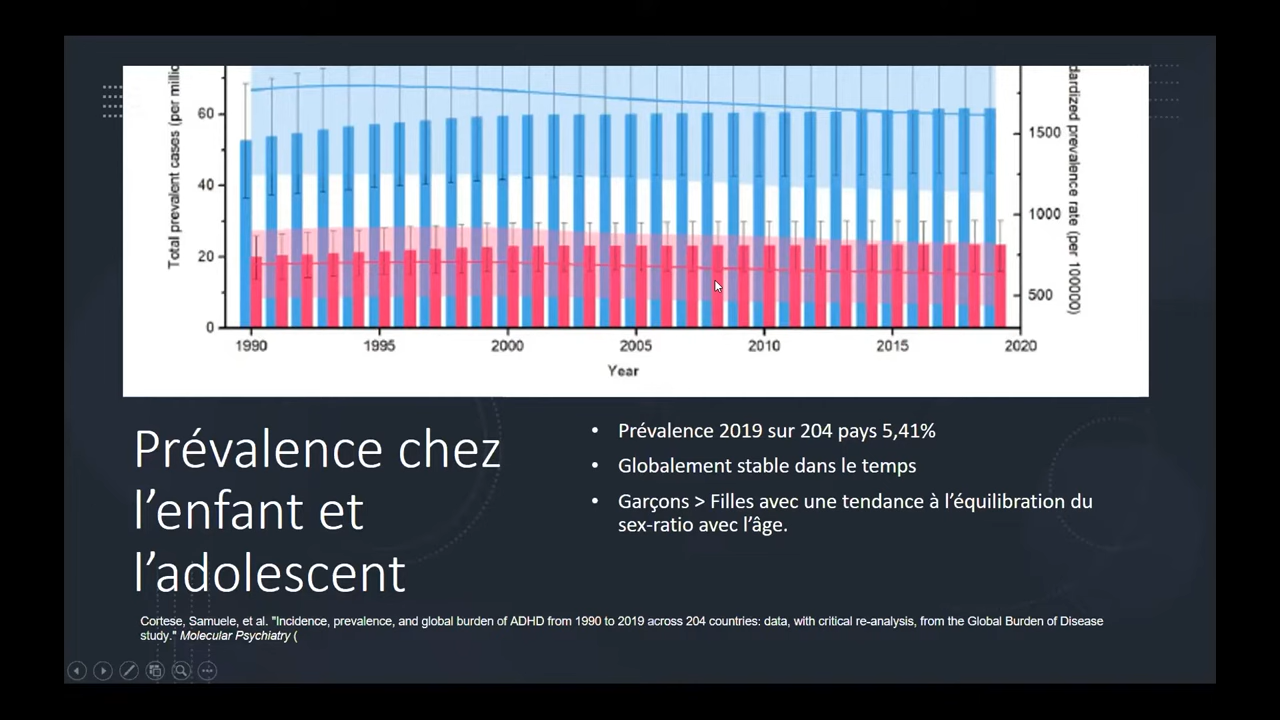 Total prevalent cases (per millio
dardized prevalence rate (per 100000)
60
40
20
0
1500
1000
500
1990 1995 2000 2005 2010 2015 2020
Year
Prévalence chez
l’enfant et
l’adolescent
• Prévalence 2019 sur 204 pays 5,41%
• Globalement stable dans le temps
• Garçons > Filles avec une tendance à l’équilibration du
sex-ratio avec l’âge.
Cortese, Samuele, et al. "Incidence, prevalence, and global burden of ADHD from 1990 to 2019 across 204 countries: data, with critical re-analysis, from the Global Burden of Disease
study." Molecular Psychiatry (